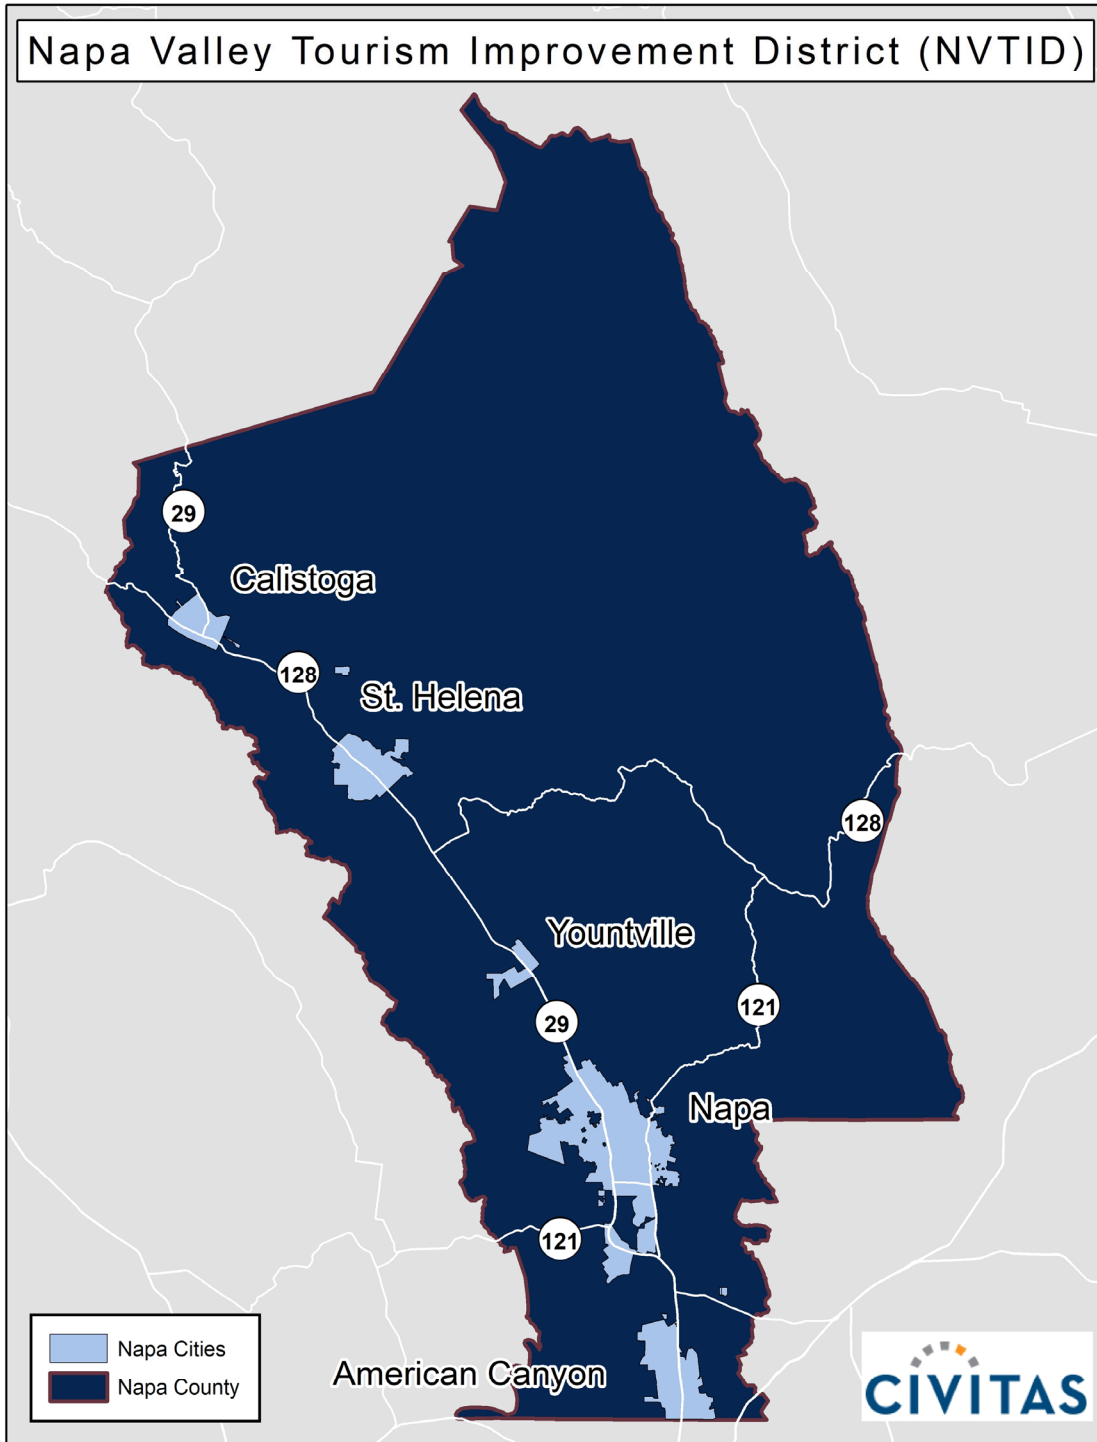 Napa Valley Tourism Improvement District (NVTID)
29
Calistoga
128
St. Helena
128
Yountville
121
29
Napa
121
American Canyon
Napa Cities
Napa County
CIVITAS